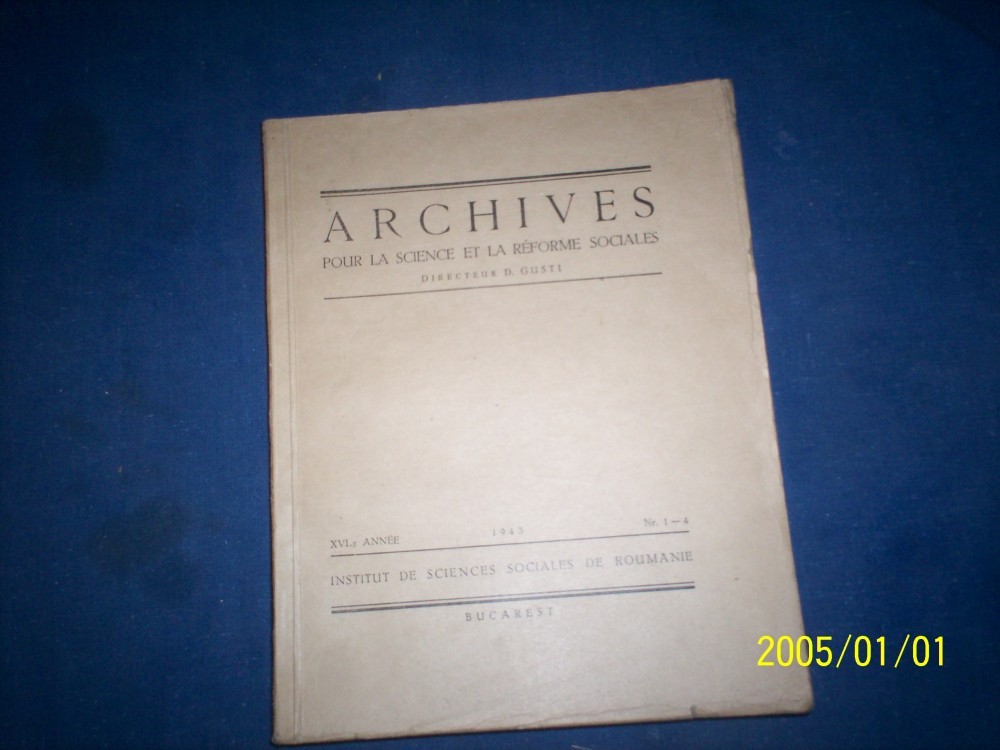 ARCHIVES
POUR LA SCIENCE ET LA RÉFORME SOCIALES
DIRECTEUR D. GUSTI
XVI-e ANNÉE 1943 Nr. 1—4
INSTITUT DE SCIENCES SOCIALES DE ROUMANIE
BUCAREST
2005/01/01